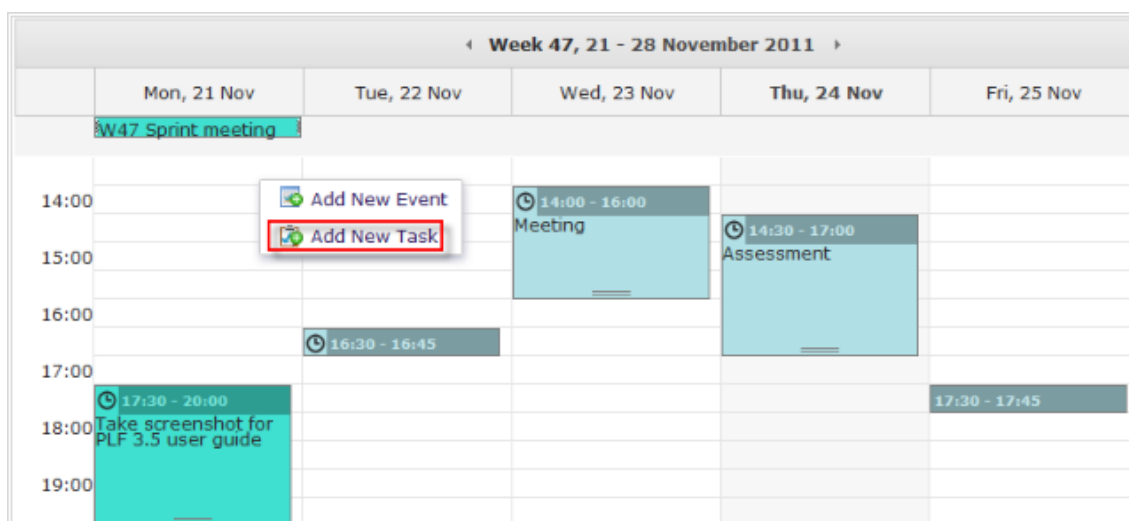 Week 47, 21 - 28 November 2011
Mon, 21 Nov
Tue, 22 Nov
Wed, 23 Nov
Thu, 24 Nov
Fri, 25 Nov
W47 Sprint meeting
14:00
Add New Event
14:00 - 16:00
Add New Task
Meeting
14:30 - 17:00
15:00
Assessment
16:00
16:30 - 16:45
17:00
17:30 - 20:00
17:30 - 17:45
18:00
Take screenshot for
PLF 3.5 user guide
19:00